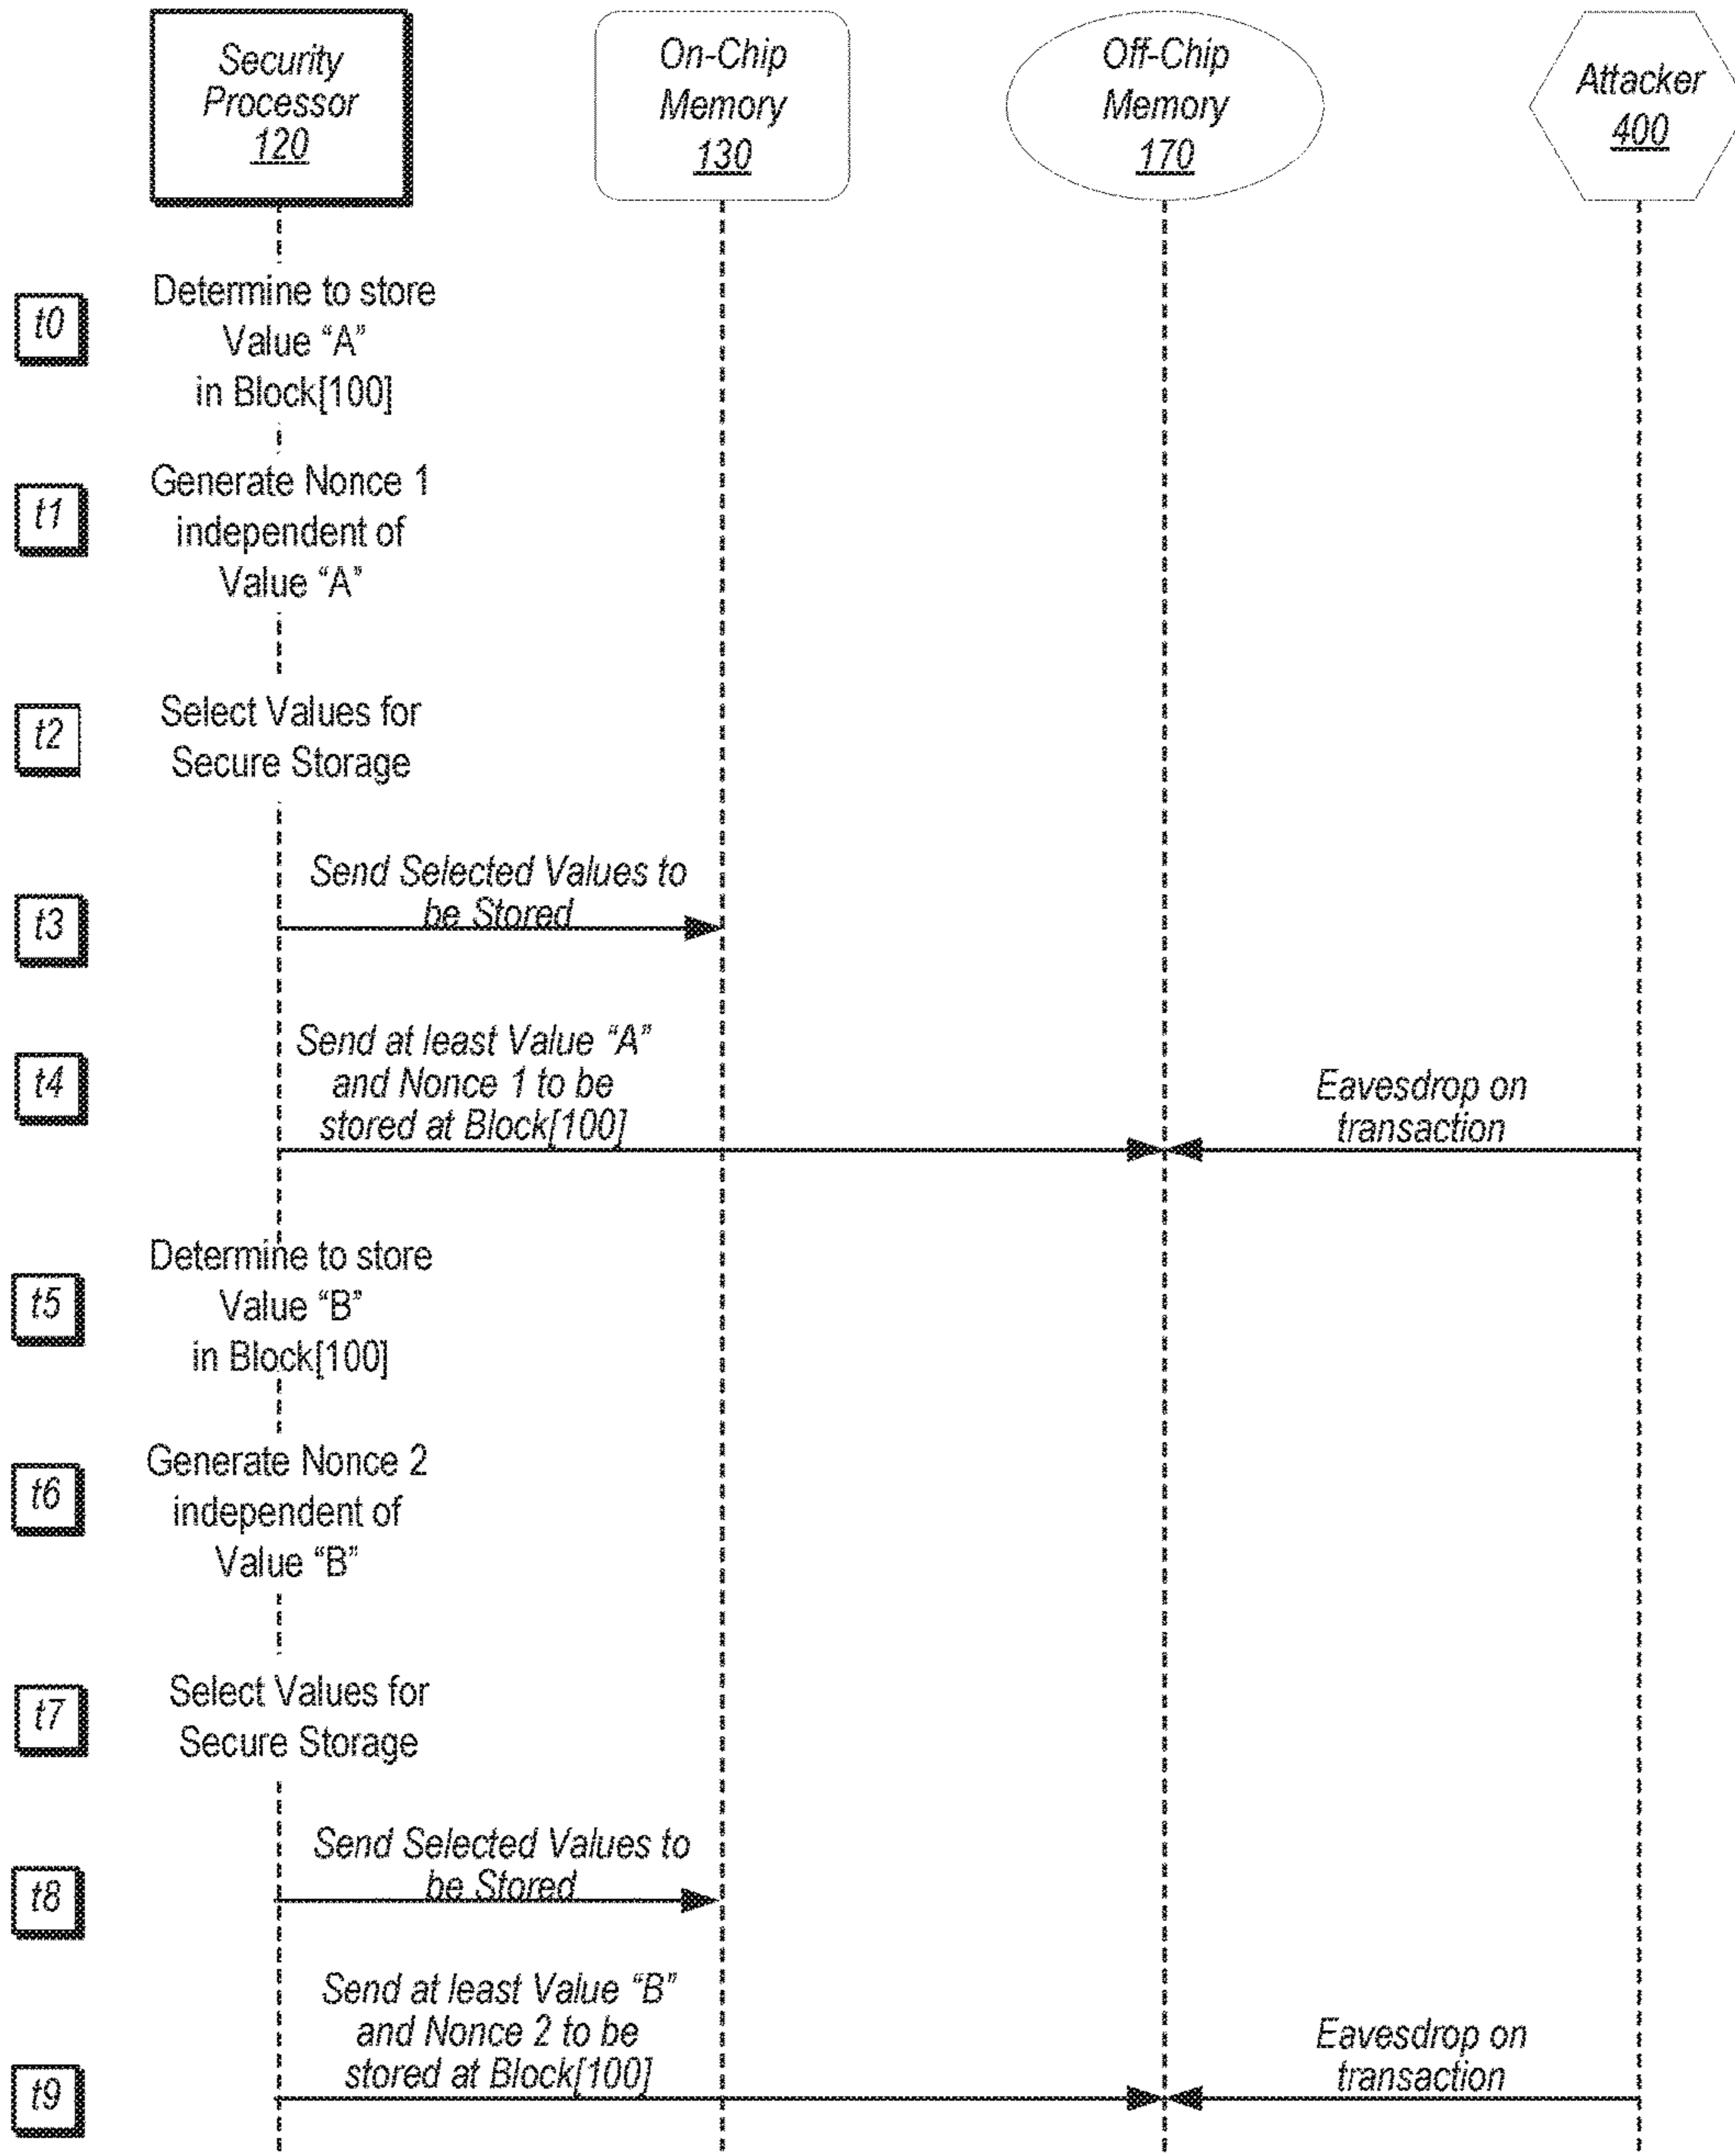 Security
Processor
120
On-Chip
Memory
130
Off-Chip
Memory
170
Attacker
400
t0
Determine to store
Value “A”
in Block[100]
t1
Generate Nonce 1
independent of
Value “A”
t2
Select Values for
Secure Storage
t3
Send Selected Values to
be Stored
t4
Send at least Value “A”
and Nonce 1 to be
stored at Block[100]
Eavesdrop on
transaction
t5
Determine to store
Value “B”
in Block[100]
t6
Generate Nonce 2
independent of
Value “B”
t7
Select Values for
Secure Storage
t8
Send Selected Values to
be Stored
t9
Send at least Value “B”
and Nonce 2 to be
stored at Block[100]
Eavesdrop on
transaction